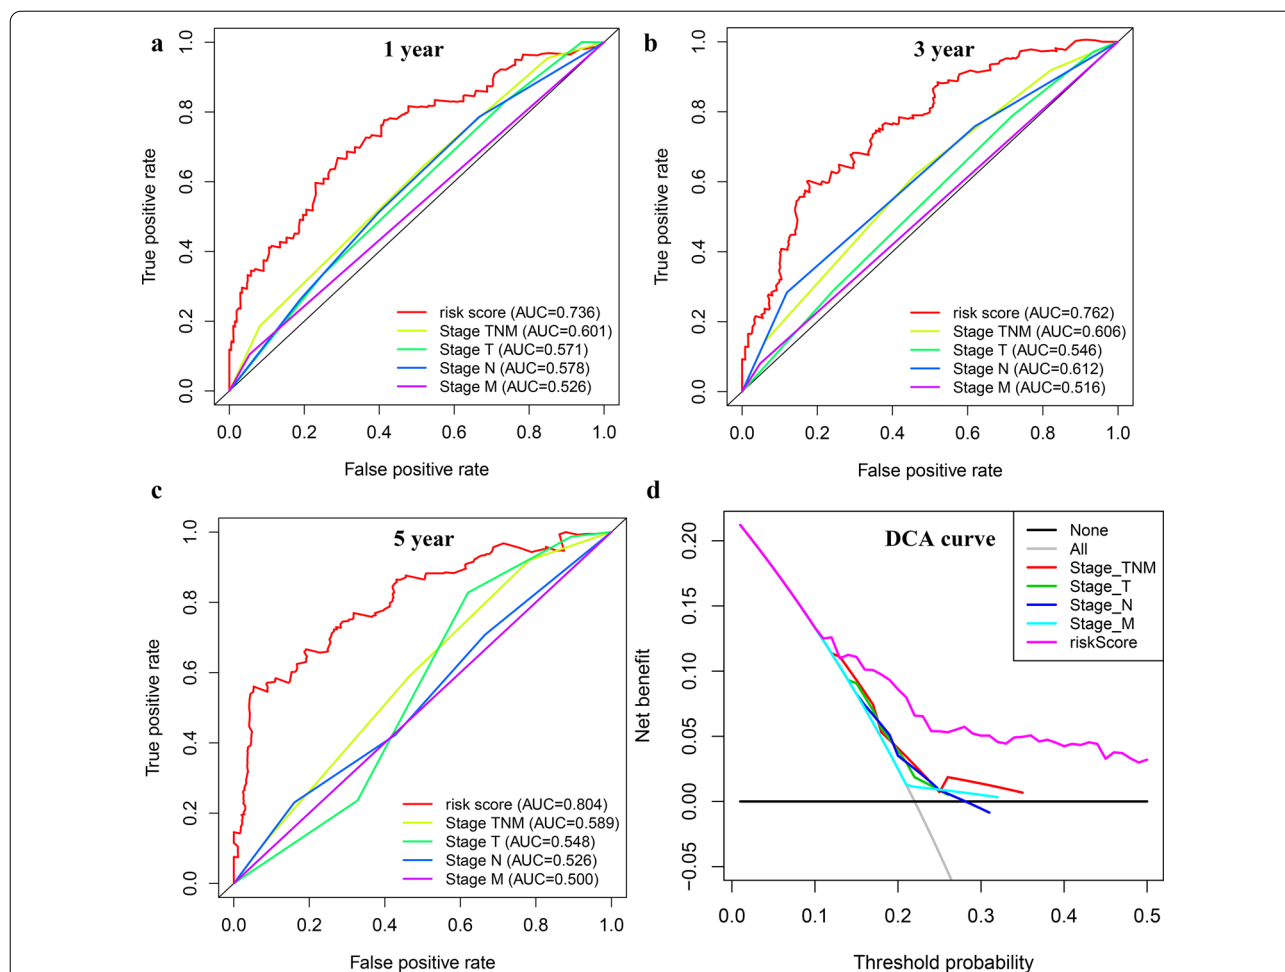 a
1 year
True positive rate
1.0
0.8
0.6
0.4
0.2
0.0
risk score (AUC=0.736)
Stage TNM (AUC=0.601)
Stage T (AUC=0.571)
Stage N (AUC=0.578)
Stage M (AUC=0.526)
0.0 0.2 0.4 0.6 0.8 1.0
False positive rate
b
3 year
True positive rate
1.0
0.8
0.6
0.4
0.2
0.0
risk score (AUC=0.762)
Stage TNM (AUC=0.606)
Stage T (AUC=0.546)
Stage N (AUC=0.612)
Stage M (AUC=0.516)
0.0 0.2 0.4 0.6 0.8 1.0
False positive rate
c
5 year
True positive rate
1.0
0.8
0.6
0.4
0.2
0.0
risk score (AUC=0.804)
Stage TNM (AUC=0.589)
Stage T (AUC=0.548)
Stage N (AUC=0.526)
Stage M (AUC=0.500)
0.0 0.2 0.4 0.6 0.8 1.0
False positive rate
d
DCA curve
Net benefit
0.20
0.15
0.10
0.05
0.00
−0.05
None
All
Stage_TNM
Stage_T
Stage_N
Stage_M
riskScore
0.0 0.1 0.2 0.3 0.4 0.5
Threshold probability